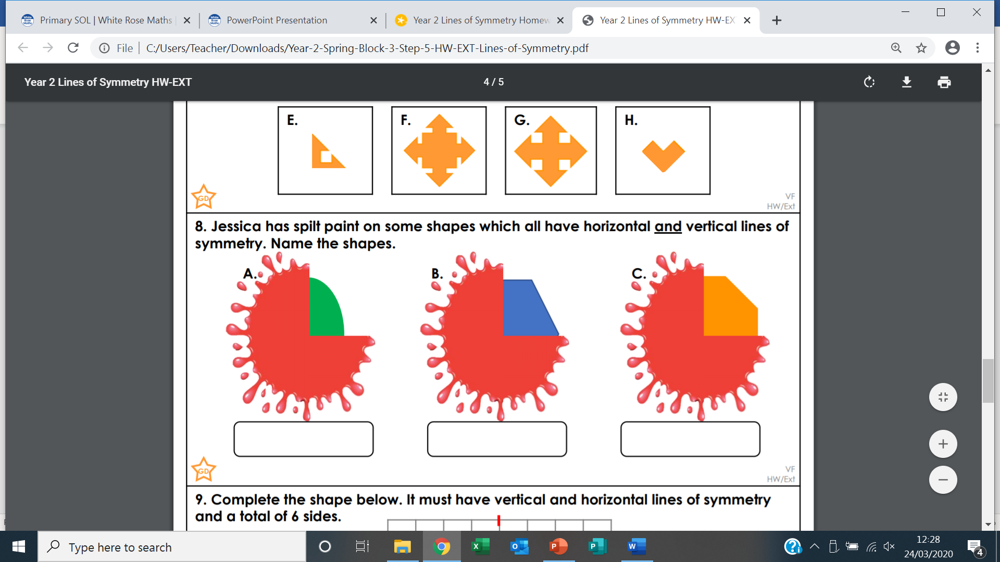 Primary SOL | White Rose Maths
PowerPoint Presentation
Year 2 Lines of Symmetry Homew
Year 2 Lines of Symmetry HW-EX
File
C:/Users/Teacher/Downloads/Year-2-Spring-Block-3-Step-5-HW-EXT-Lines-of-Symmetry.pdf
Year 2 Lines of Symmetry HW-EXT
4 / 5
E.
F.
G.
H.
GD
VF
HW/Ext
8. Jessica has spilt paint on some shapes which all have horizontal and vertical lines of
symmetry. Name the shapes.
A.
B.
C.
GD
VF
HW/Ext
9. Complete the shape below. It must have vertical and horizontal lines of symmetry
and a total of 6 sides.
Type here to search
12:28
24/03/2020
4